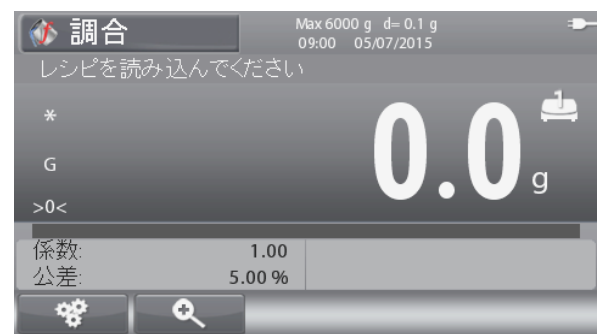 調合
Max 6000 g d= 0.1 g
09:00 05/07/2015
レシピを読み込んでください
*
G
>0<
0.0 g
1
係数: 1.00
公差: 5.00 %